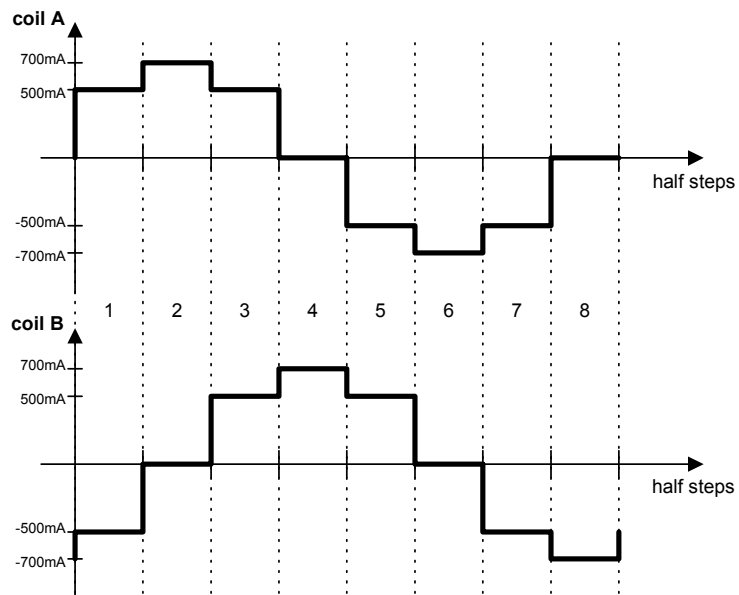 coil A
700mA
500mA
half steps
-500mA
-700mA
1 2 3 4 5 6 7 8
coil B
700mA
500mA
half steps
-500mA
-700mA